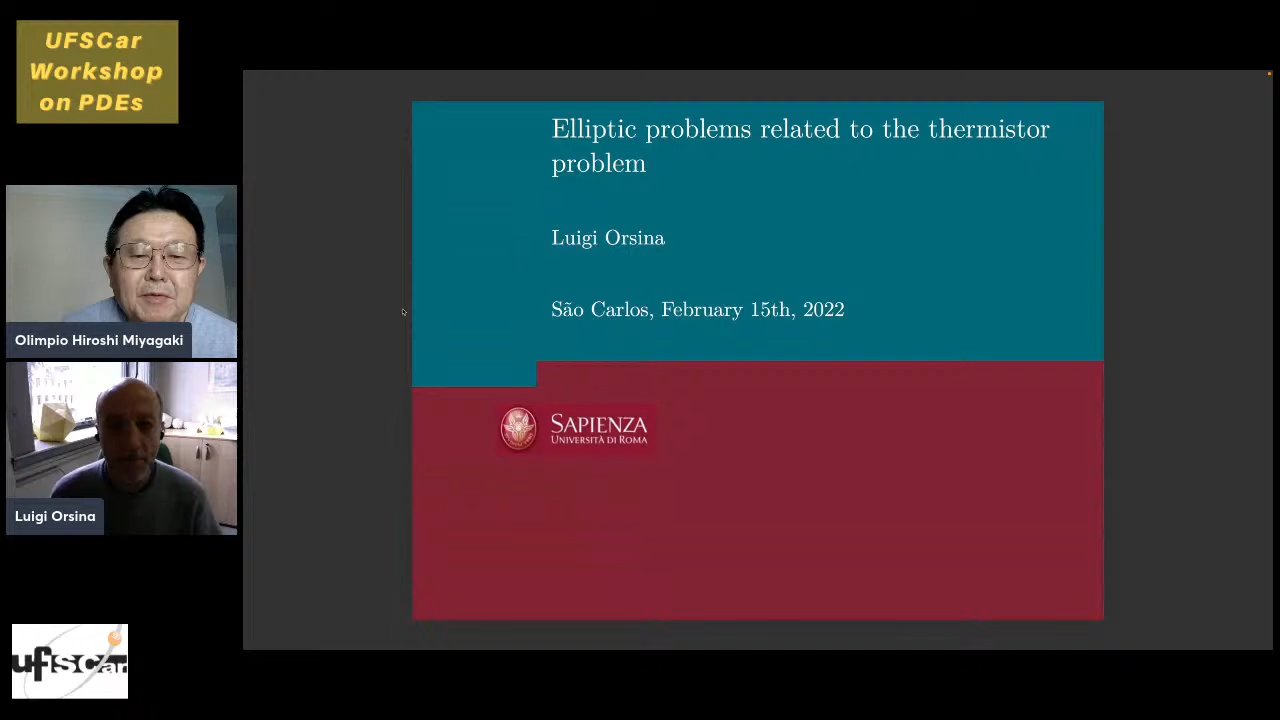 UFSCar
Workshop
on PDEs
Olimpio Hiroshi Miyagaki
Luigi Orsina
ufscar
Elliptic problems related to the thermistor
problem
Luigi Orsina
São Carlos, February 15th, 2022
SAPIENZA
UNIVERSITÀ DI ROMA